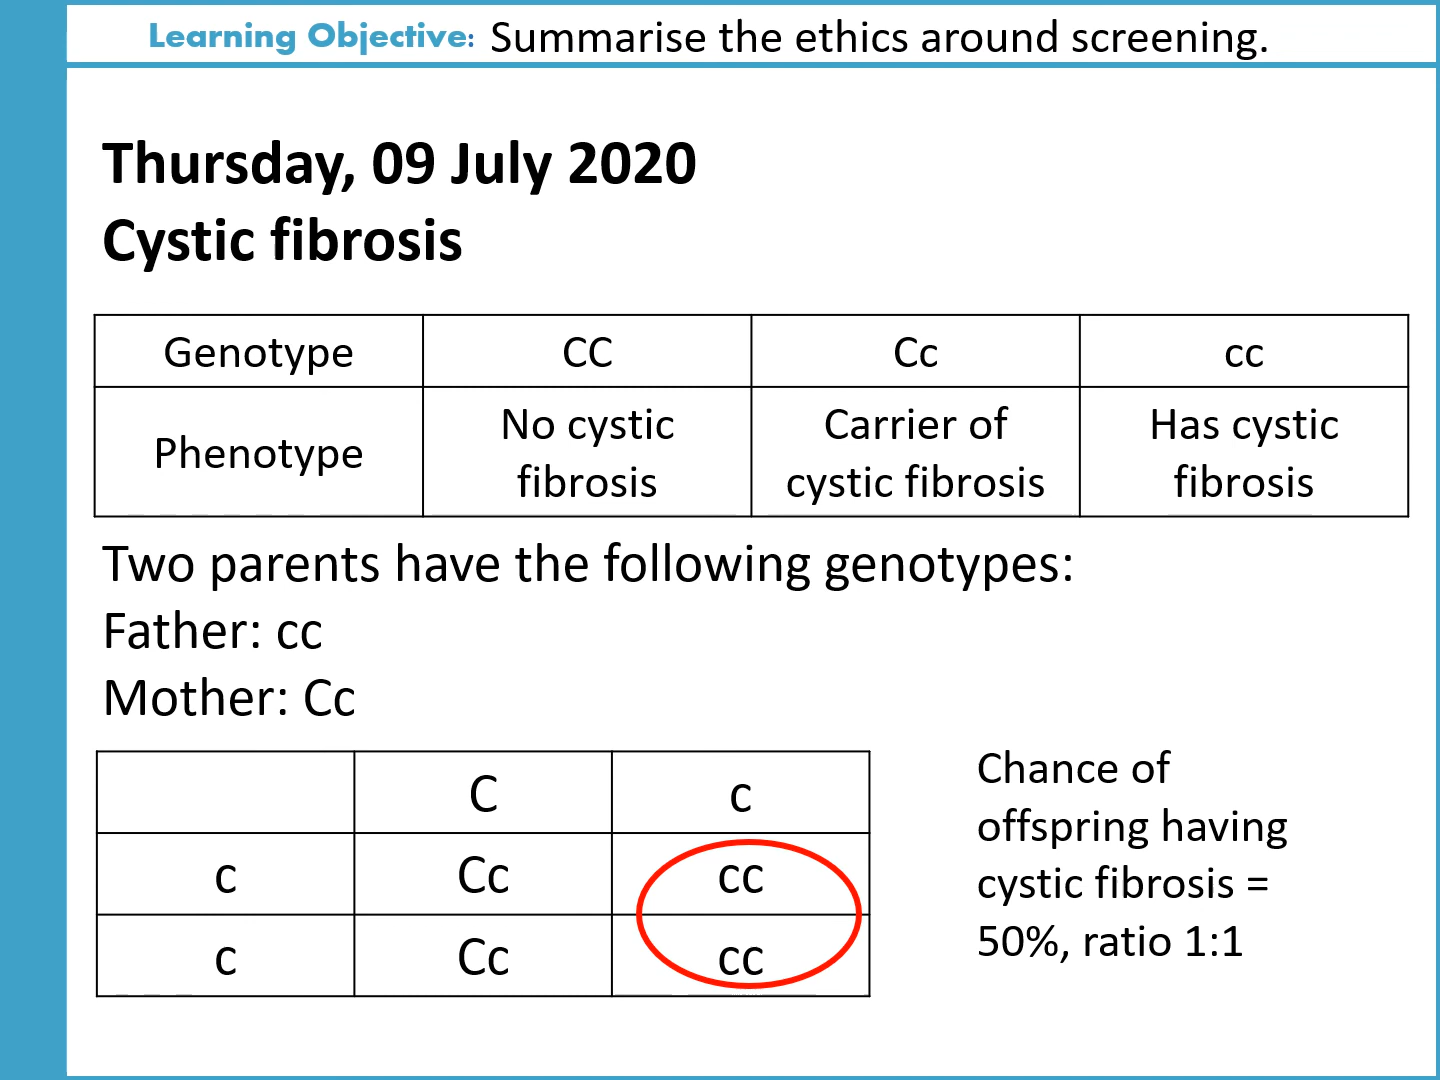 Learning Objective: Summarise the ethics around screening.
Thursday, 09 July 2020
Cystic fibrosis
Genotype CC Cc cc
Phenotype No cystic fibrosis Carrier of cystic fibrosis Has cystic fibrosis
Two parents have the following genotypes:
Father: cc
Mother: Cc
C c
c Cc cc
c Cc cc
Chance of
offspring having
cystic fibrosis =
50%, ratio 1:1